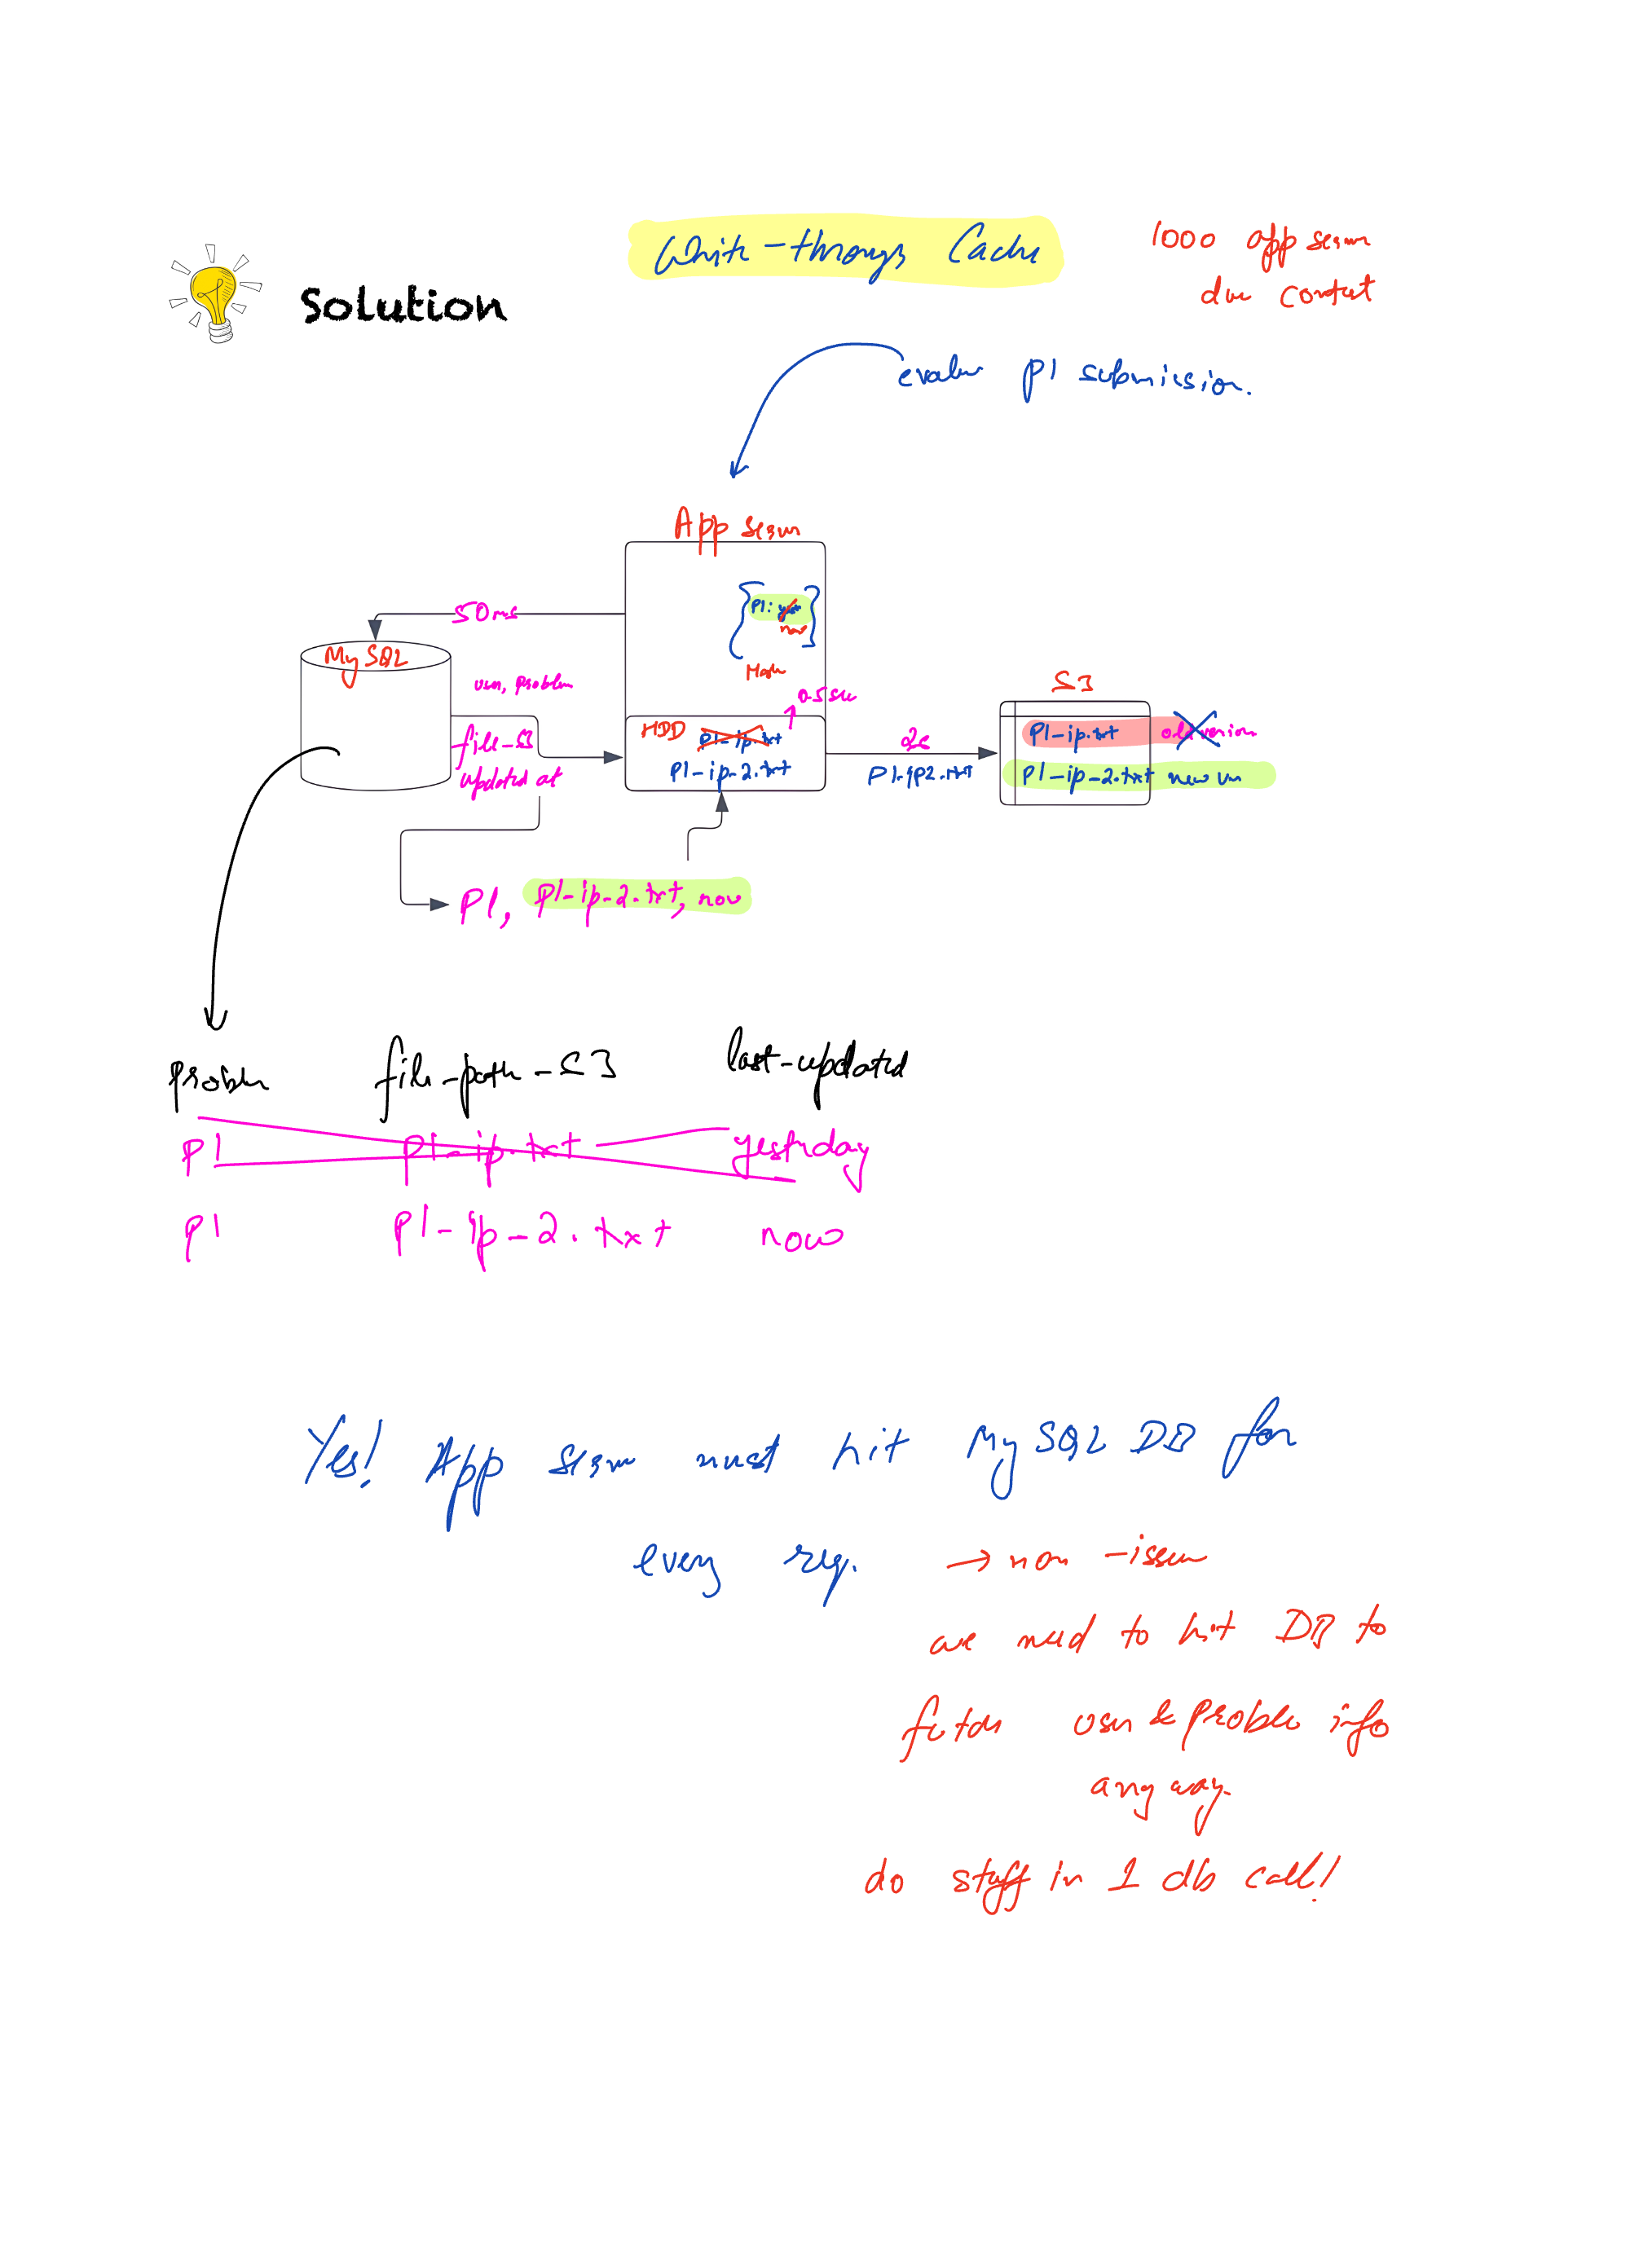 Write-through Cache
1000 app server
due contest
Solution
evaluate P1 submission.
App server
50ms
P1:
now
MySQL
user, problem
Hash
0.5 sec
S3
HDD
P1-ip.txt
P1-ip.txt old version
file-S3
2s
updated at
P1-ip-2.txt
P1-ip2.txt
P1-ip-2.txt new ver
P1, P1-ip-2.txt, now
problem file-path-S3 last-updated
P1 P1-ip.txt yesterday
P1 P1-ip-2.txt now
Yes! App server must hit MySQL DB for
every req. → non-issue
we need to hit DB to
fetch user & problem info
anyway.
do stuff in 1 db call!